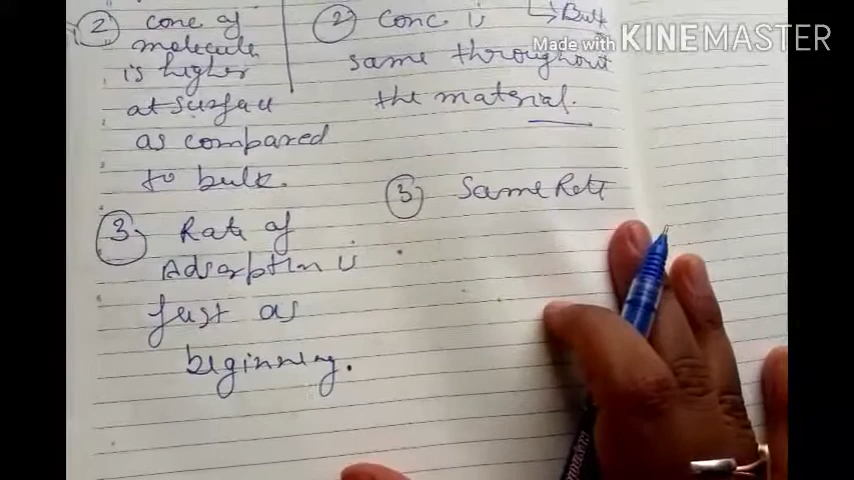 ② conc of
molecule
is higher
at surface
as compared
to bulk.
③ Rate of
Adsorption is
fast as
beginning.
② Conc is
↳ Bulk
same throughout
the material.
③ Same Rate
Made with KINEMASTER